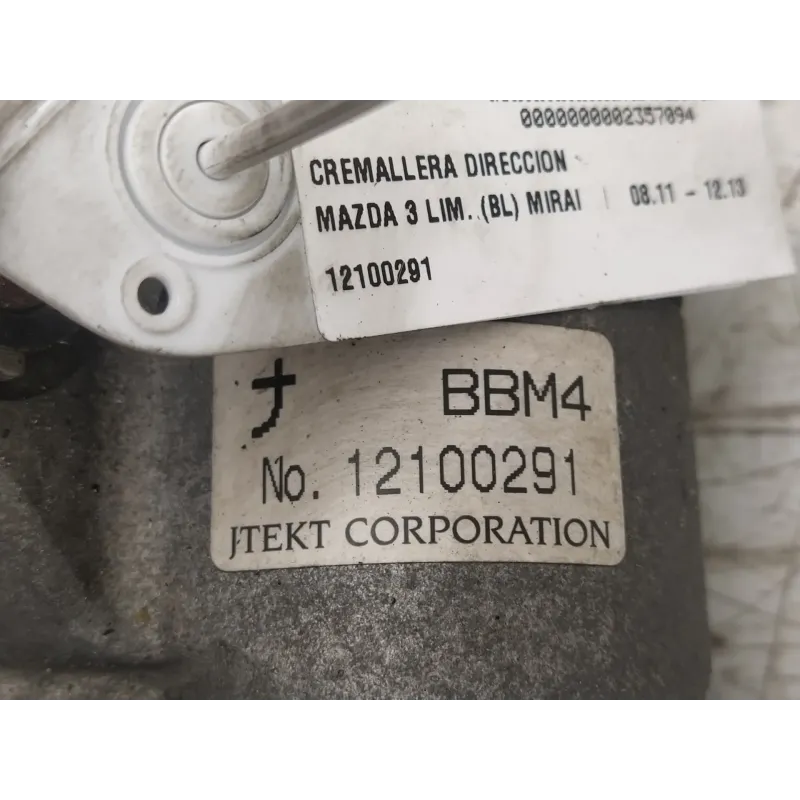 0000000002357094
CREMALLERA DIRECCION
MAZDA 3 LIM. (BL) MIRAI | 08.11 - 12.13
12100291
BBM4
No. 12100291
JTEKT CORPORATION